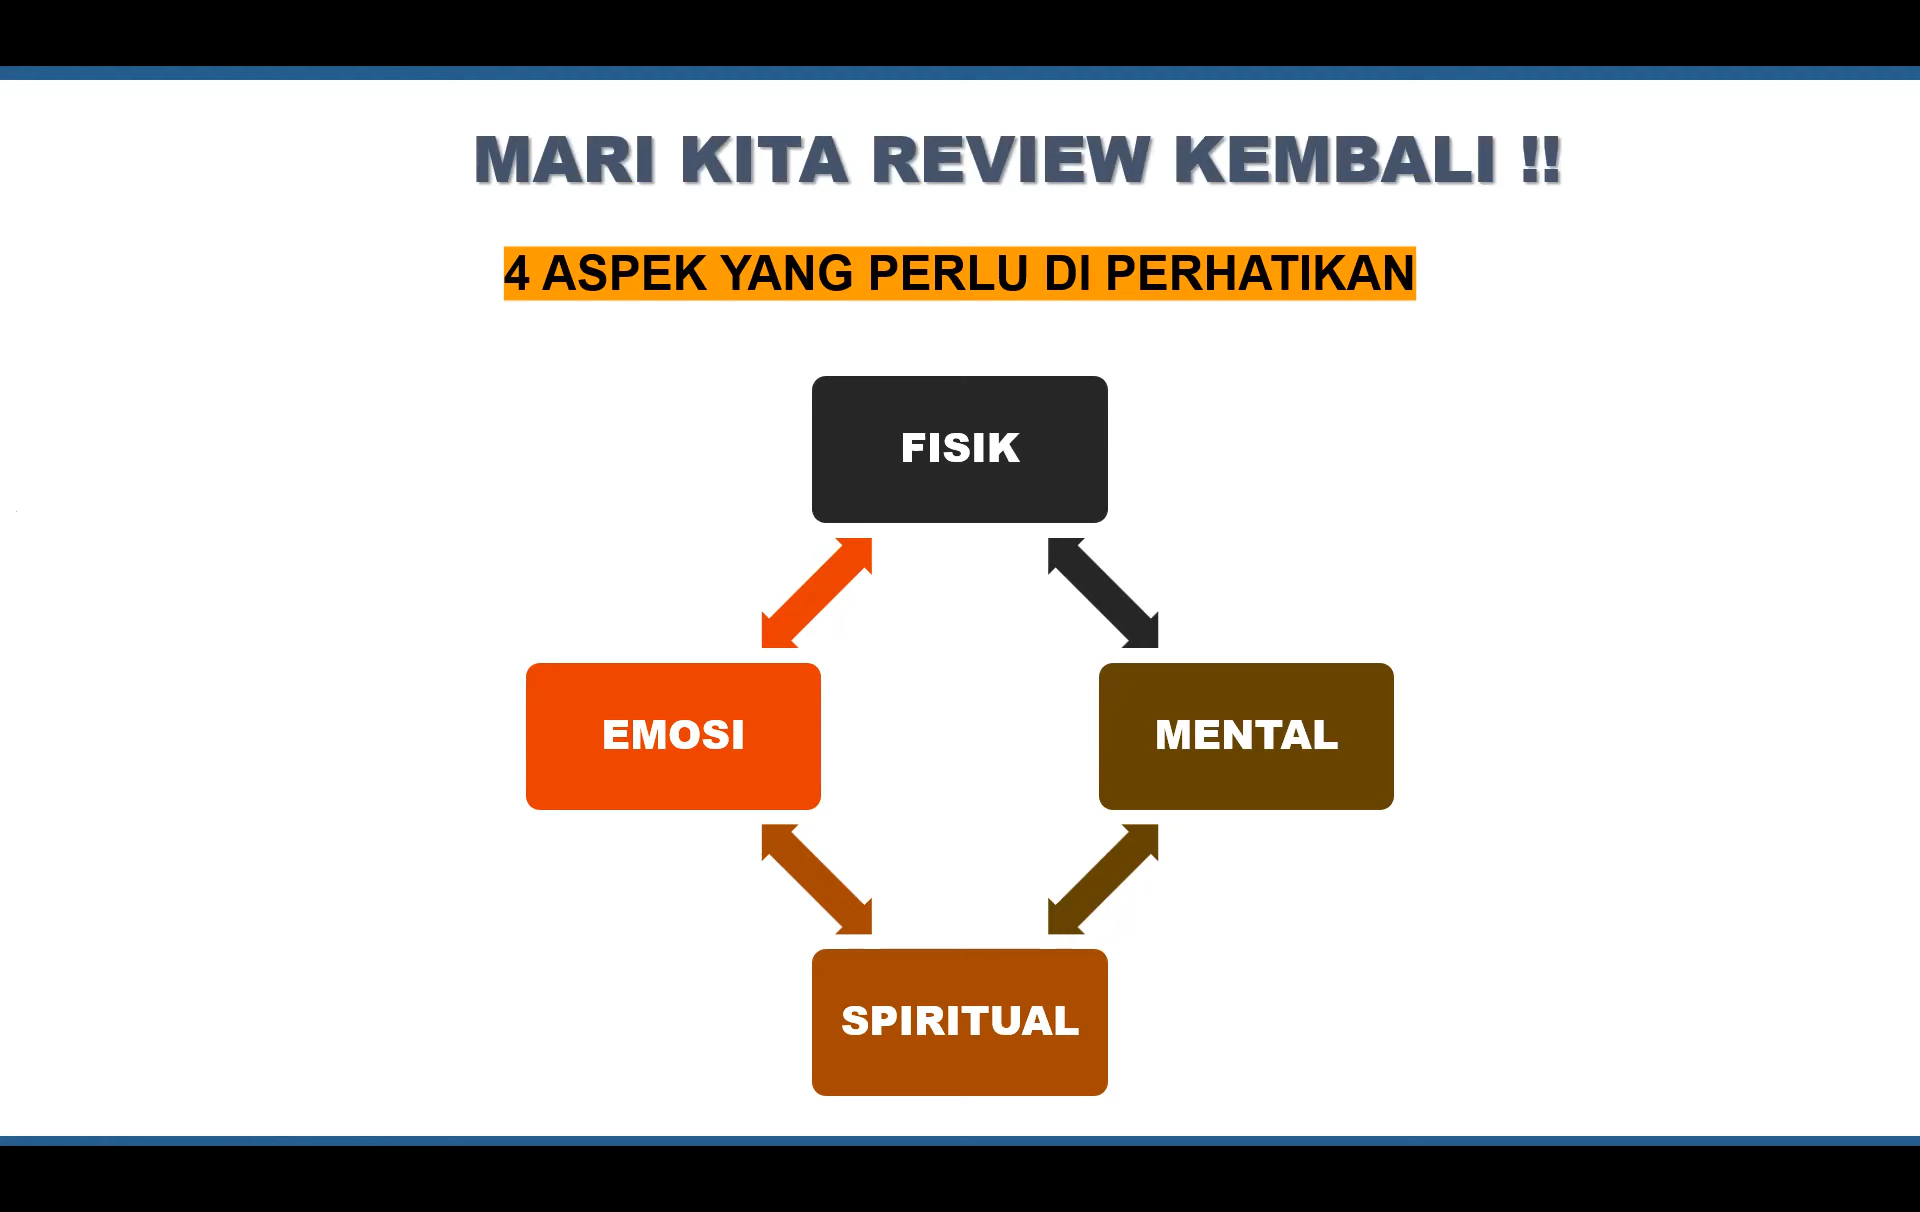 MARI KITA REVIEW KEMBALI !!
4 ASPEK YANG PERLU DI PERHATIKAN
FISIK
EMOSI
MENTAL
SPIRITUAL